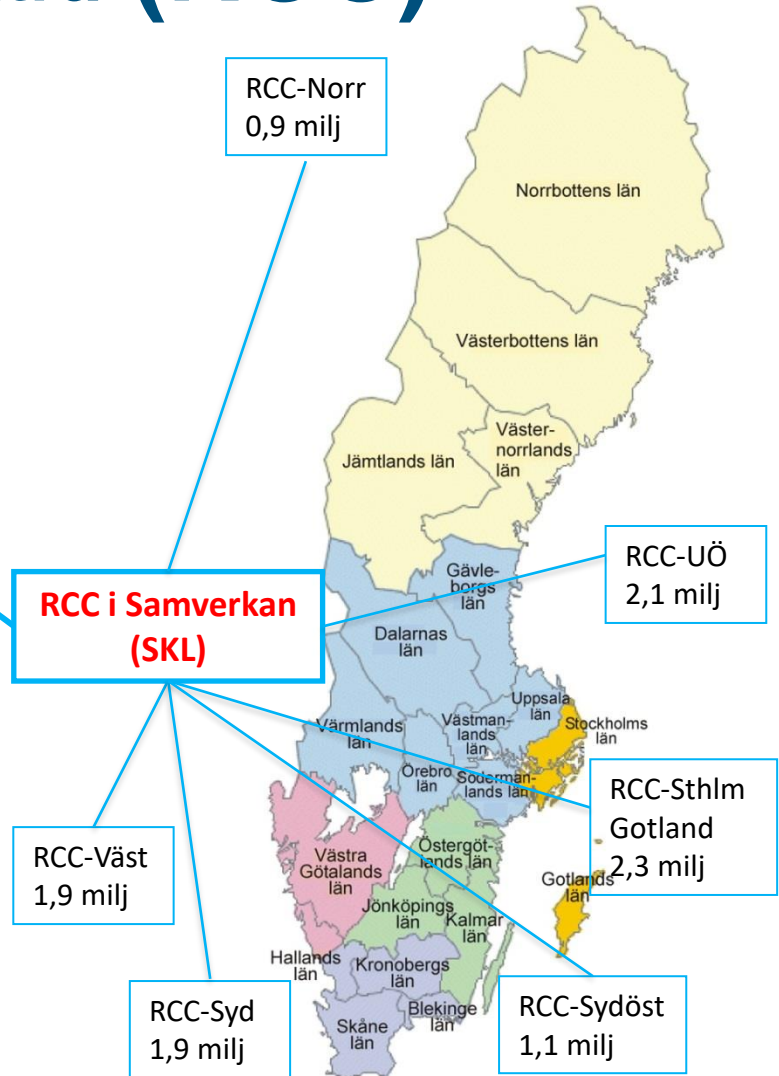 RCC-Norr
0,9 milj
Norrbottens län
Västerbottens län
Väster-
norrlands
län
Jämtlands län
RCC-UÖ
2,1 milj
Gävle-
borgs
län
RCC i Samverkan
(SKL)
Dalarnas
län
Uppsala
län
Stockholms
län
Värmlands
län
Västman-
lands
län
Örebro
län
Söderman-
lands län
RCC-Sthlm
Gotland
2,3 milj
RCC-Väst
1,9 milj
Västra
Götalands
län
Östergöt-
lands län
Gotlands
län
Jönköpings
län
Kalmar
län
Hallands
län
Kronobergs
län
RCC-Syd
1,9 milj
Skåne
län
Blekinge
län
RCC-Sydöst
1,1 milj